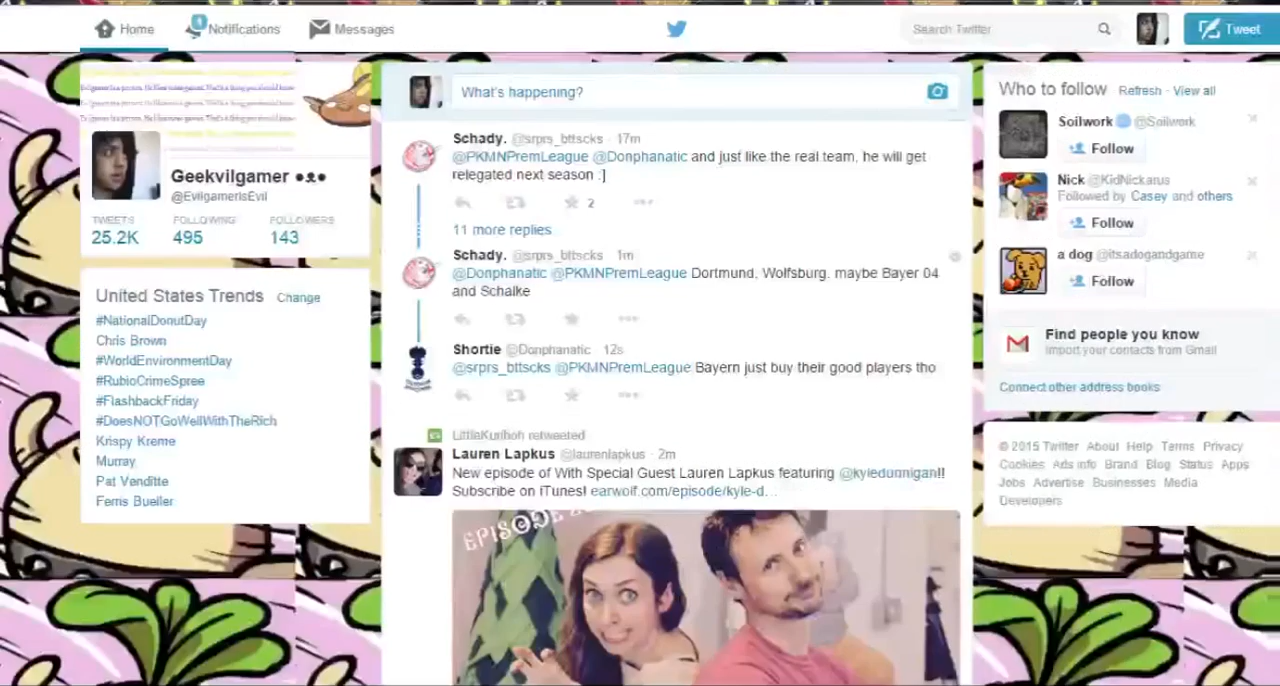 Home
Notifications
Messages
Search Twitter
Tweet
Geekvilgamer
@EvilgamerIsEvil
TWEETS
FOLLOWING
FOLLOWERS
25.2K
495
143
United States Trends Change
#NationalDonutDay
Chris Brown
#WorldEnvironmentDay
#RubioCrimeSpree
#FlashbackFriday
#DoesNOTGoWellWithTheRich
Krispy Kreme
Murray
Pat Venditte
Ferris Bueller
What's happening?
Schady. @srprs_bttscks · 17m
@PKMNPremLeague @Donphanatic and just like the real team, he will get
relegated next season :]
2
11 more replies
Schady. @srprs_bttscks · 1m
@Donphanatic @PKMNPremLeague Dortmund, Wolfsburg, maybe Bayer 04
and Schalke
Shortie @Donphanatic · 12s
@srprs_bttscks @PKMNPremLeague Bayern just buy their good players tho
LittleKuriboh retweeted
Lauren Lapkus @laurenlapkus · 2m
New episode of With Special Guest Lauren Lapkus featuring @kyledunnigan!!
Subscribe on iTunes! earwolf.com/episode/kyle-d…
EPISODE
Who to follow Refresh · View all
Soilwork @Soilwork
Follow
Nick @KidNickarus
Followed by Casey and others
Follow
a dog @itsadogandgame
Follow
Find people you know
Import your contacts from Gmail
Connect other address books
© 2015 Twitter About Help Terms Privacy
Cookies Ads info Brand Blog Status Apps
Jobs Advertise Businesses Media
Developers